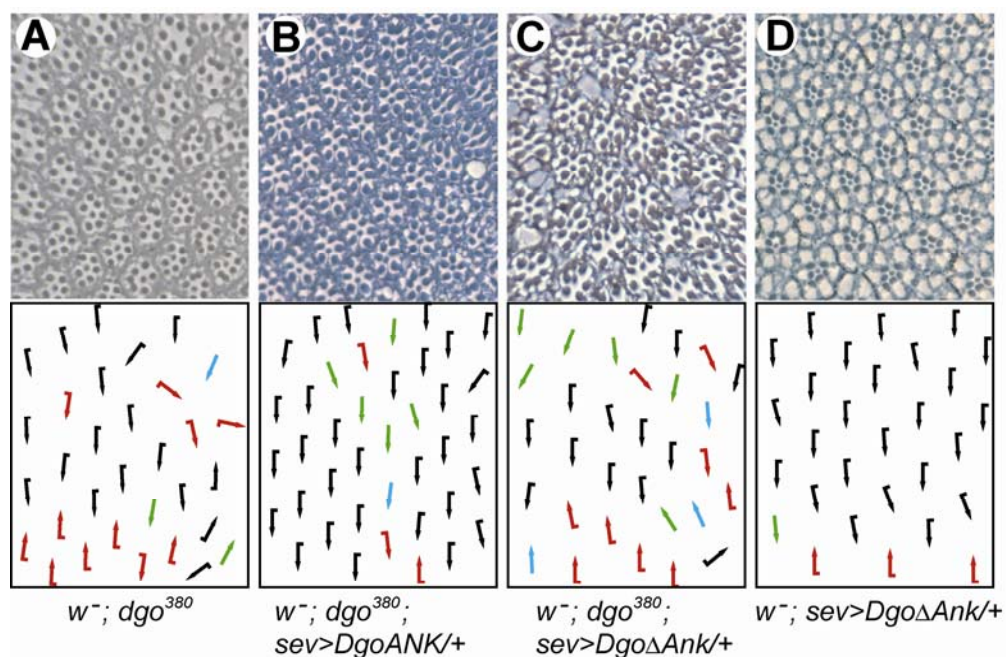 A
B
C
D
w⁻; dgo³⁸⁰
w⁻; dgo³⁸⁰;
sev>DgoANK/+
w⁻; dgo³⁸⁰;
sev>DgoΔAnk/+
w⁻; sev>DgoΔAnk/+